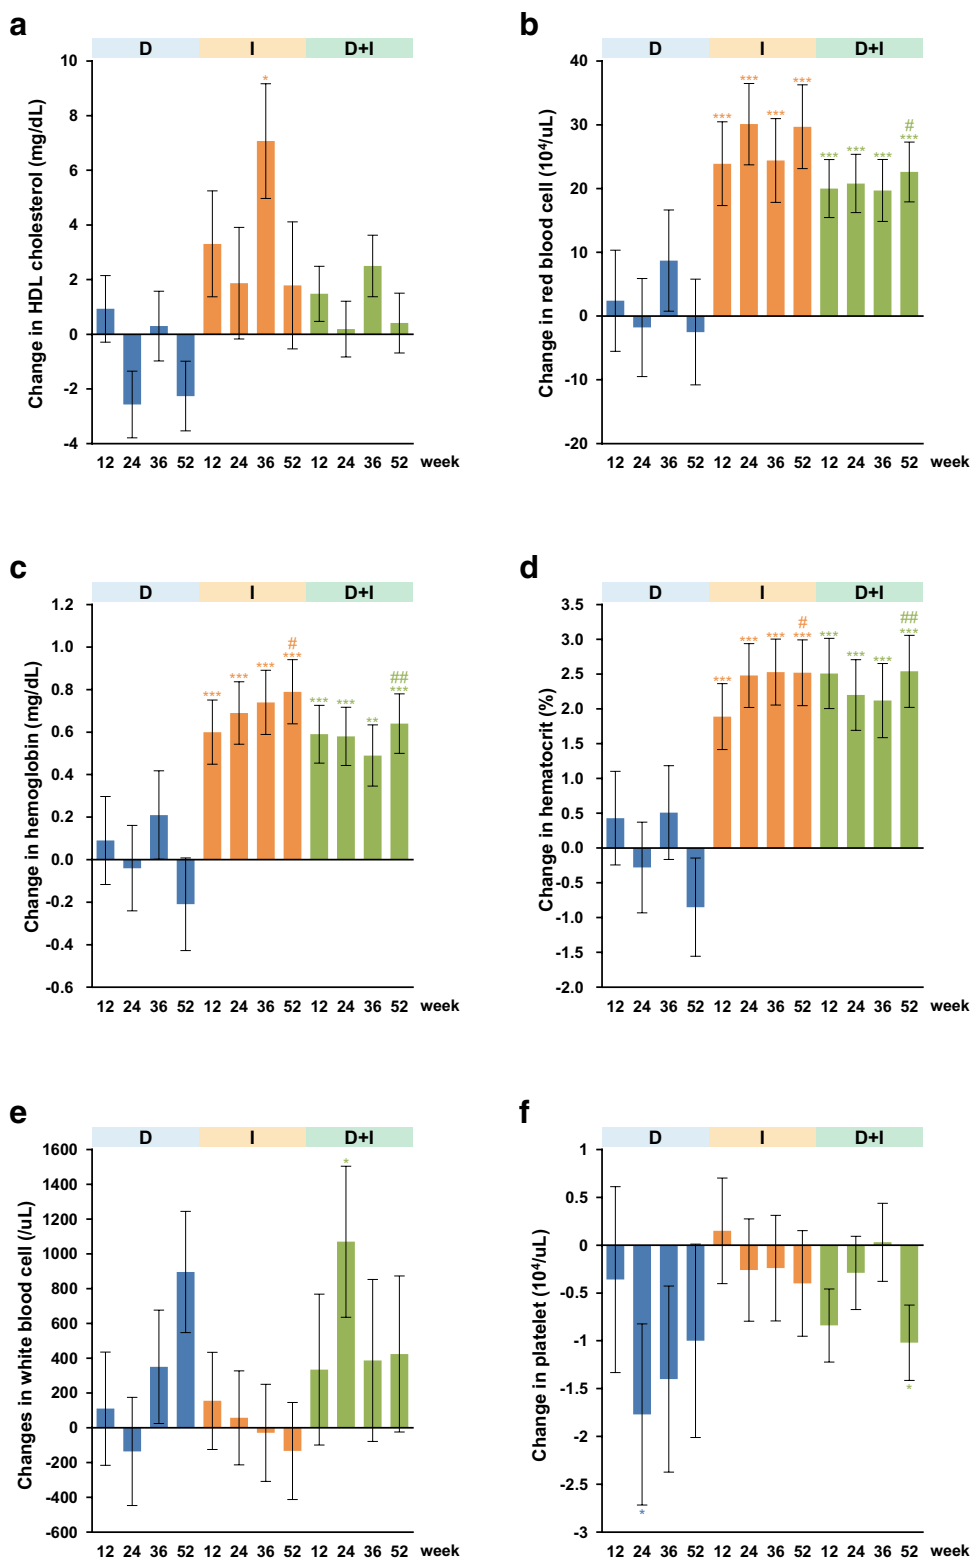 a
D I D+I
Change in HDL cholesterol (mg/dL)
10
8
6
4
2
0
-2
-4
*
12 24 36 52 12 24 36 52 12 24 36 52 week
b
D I D+I
Change in red blood cell (10⁴/uL)
40
30
20
10
0
-10
-20
*** *** *** *** *** *** *** # ***
12 24 36 52 12 24 36 52 12 24 36 52 week
c
D I D+I
Change in hemoglobin (mg/dL)
1.2
1.0
0.8
0.6
0.4
0.2
0.0
-0.2
-0.4
-0.6
*** *** *** # *** *** *** ** ## ***
12 24 36 52 12 24 36 52 12 24 36 52 week
d
D I D+I
Change in hematocrit (%)
3.5
3.0
2.5
2.0
1.5
1.0
0.5
0.0
-0.5
-1.0
-1.5
-2.0
*** *** *** # *** *** *** *** ## ***
12 24 36 52 12 24 36 52 12 24 36 52 week
e
D I D+I
Changes in white blood cell (/uL)
1600
1400
1200
1000
800
600
400
200
0
-200
-400
-600
*
12 24 36 52 12 24 36 52 12 24 36 52 week
f
D I D+I
Change in platelet (10⁴/uL)
1
0.5
0
-0.5
-1
-1.5
-2
-2.5
-3
* *
12 24 36 52 12 24 36 52 12 24 36 52 week